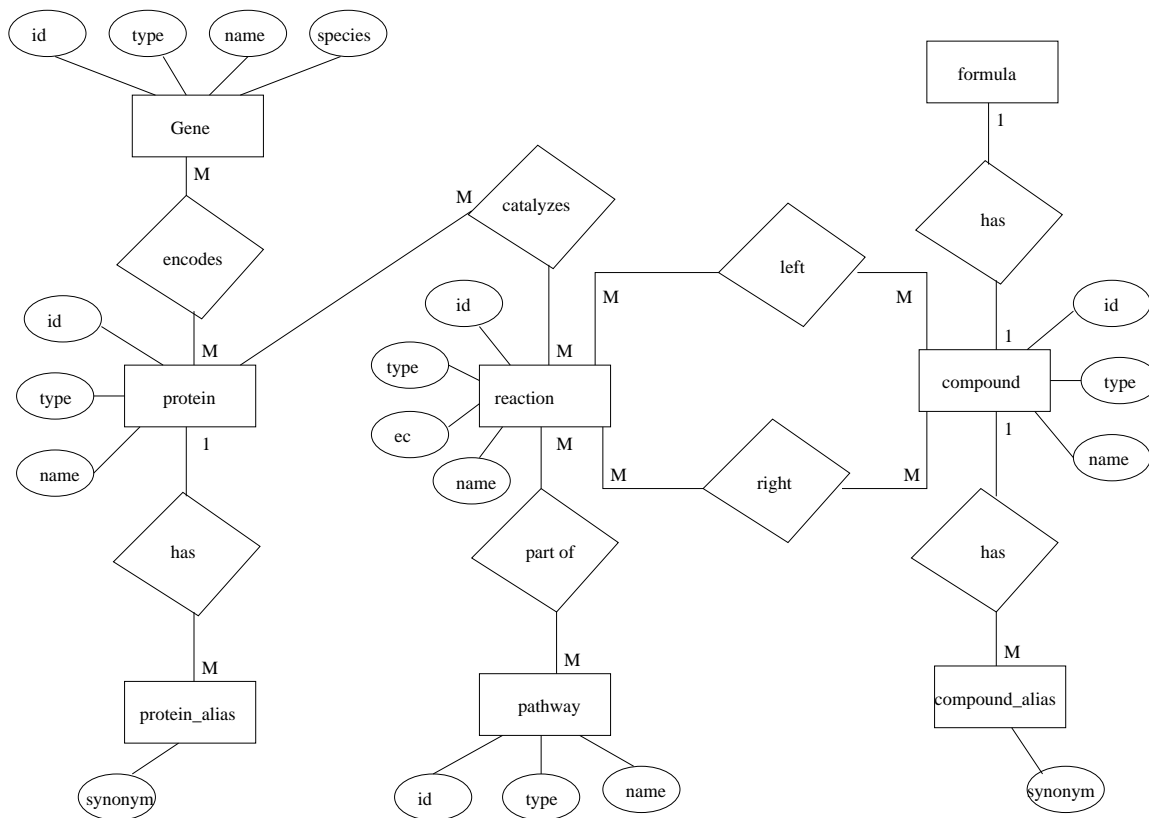 id
type
name
species
Gene
formula
M
1
catalyzes
M
has
encodes
left
id
id
id
M
M
M
M
M
1
type
protein
type
reaction
compound
type
ec
name
1
M
1
name
name
M
M
right
has
part of
has
M
M
M
protein_alias
pathway
compound_alias
synonym
id
type
name
synonym